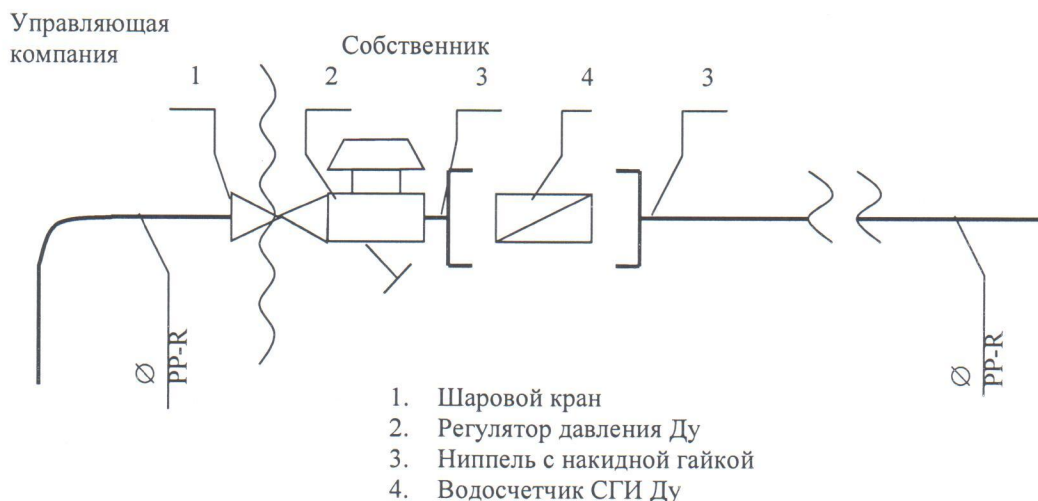 Управляющая
компания
Собственник
1
2
3
4
3
Ø
PP-R
Ø
PP-R
1. Шаровой кран
2. Регулятор давления Ду
3. Ниппель с накидной гайкой
4. Водосчетчик СГИ Ду